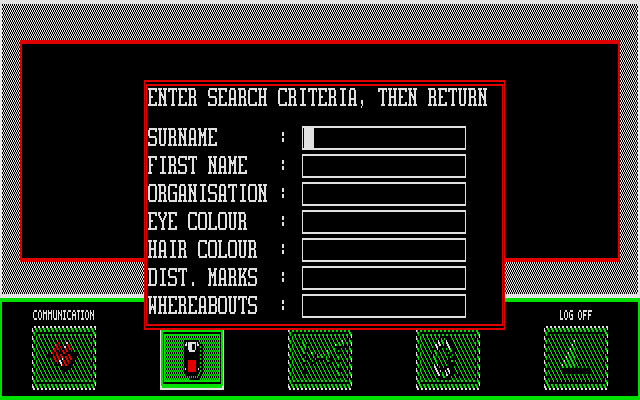 ENTER SEARCH CRITERIA, THEN RETURN
SURNAME :
FIRST NAME :
ORGANISATION :
EYE COLOUR :
HAIR COLOUR :
DIST. MARKS :
WHEREABOUTS :
COMMUNICATION
LOG OFF